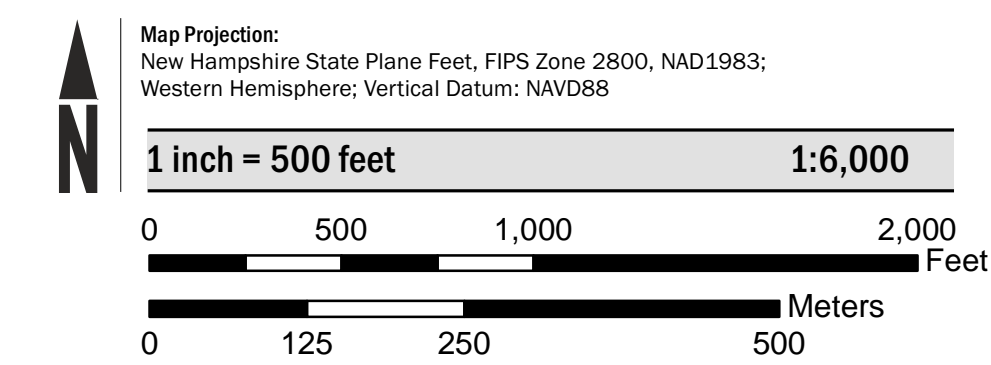 Map Projection:
New Hampshire State Plane Feet, FIPS Zone 2800, NAD1983;
Western Hemisphere; Vertical Datum: NAVD88
N
1 inch = 500 feet 1:6,000
0 500 1,000 2,000
Feet
Meters
0 125 250 500